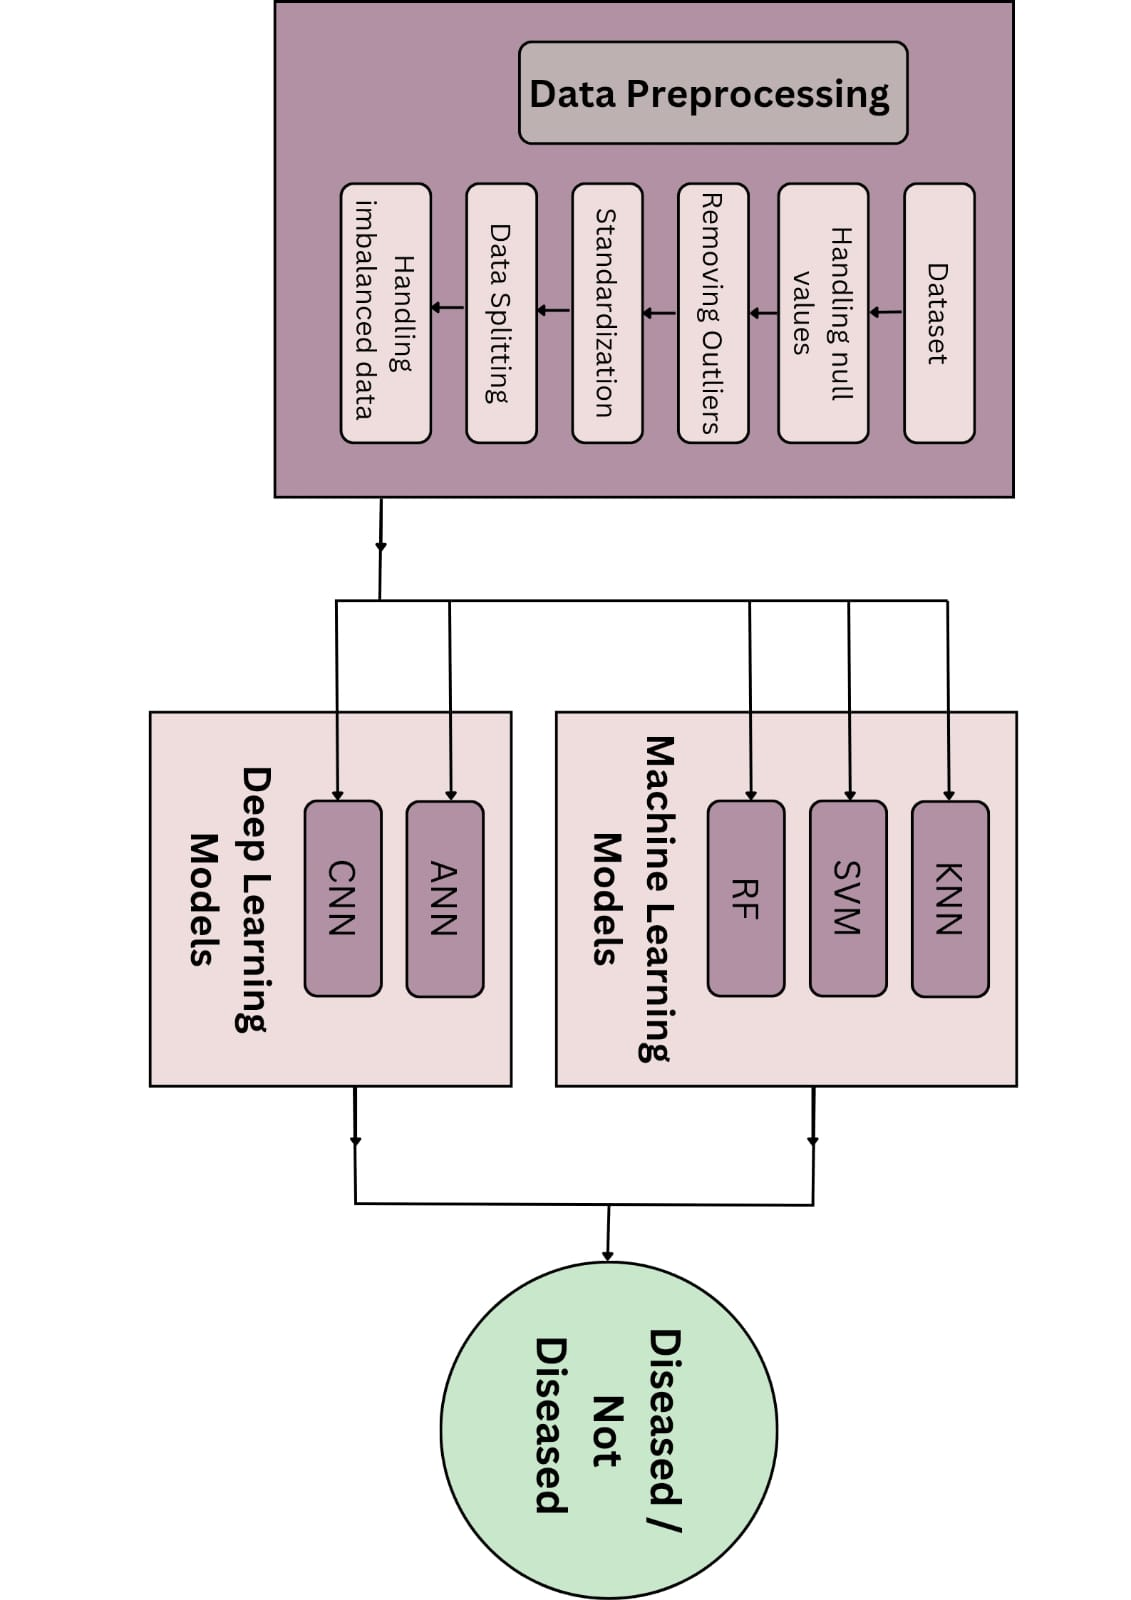 Data Preprocessing
Dataset
Handling null
values
Removing Outliers
Standardization
Data Splitting
Handling
imbalanced data
KNN
SVM
RF
Machine Learning
Models
ANN
CNN
Deep Learning
Models
Diseased /
Not
Diseased